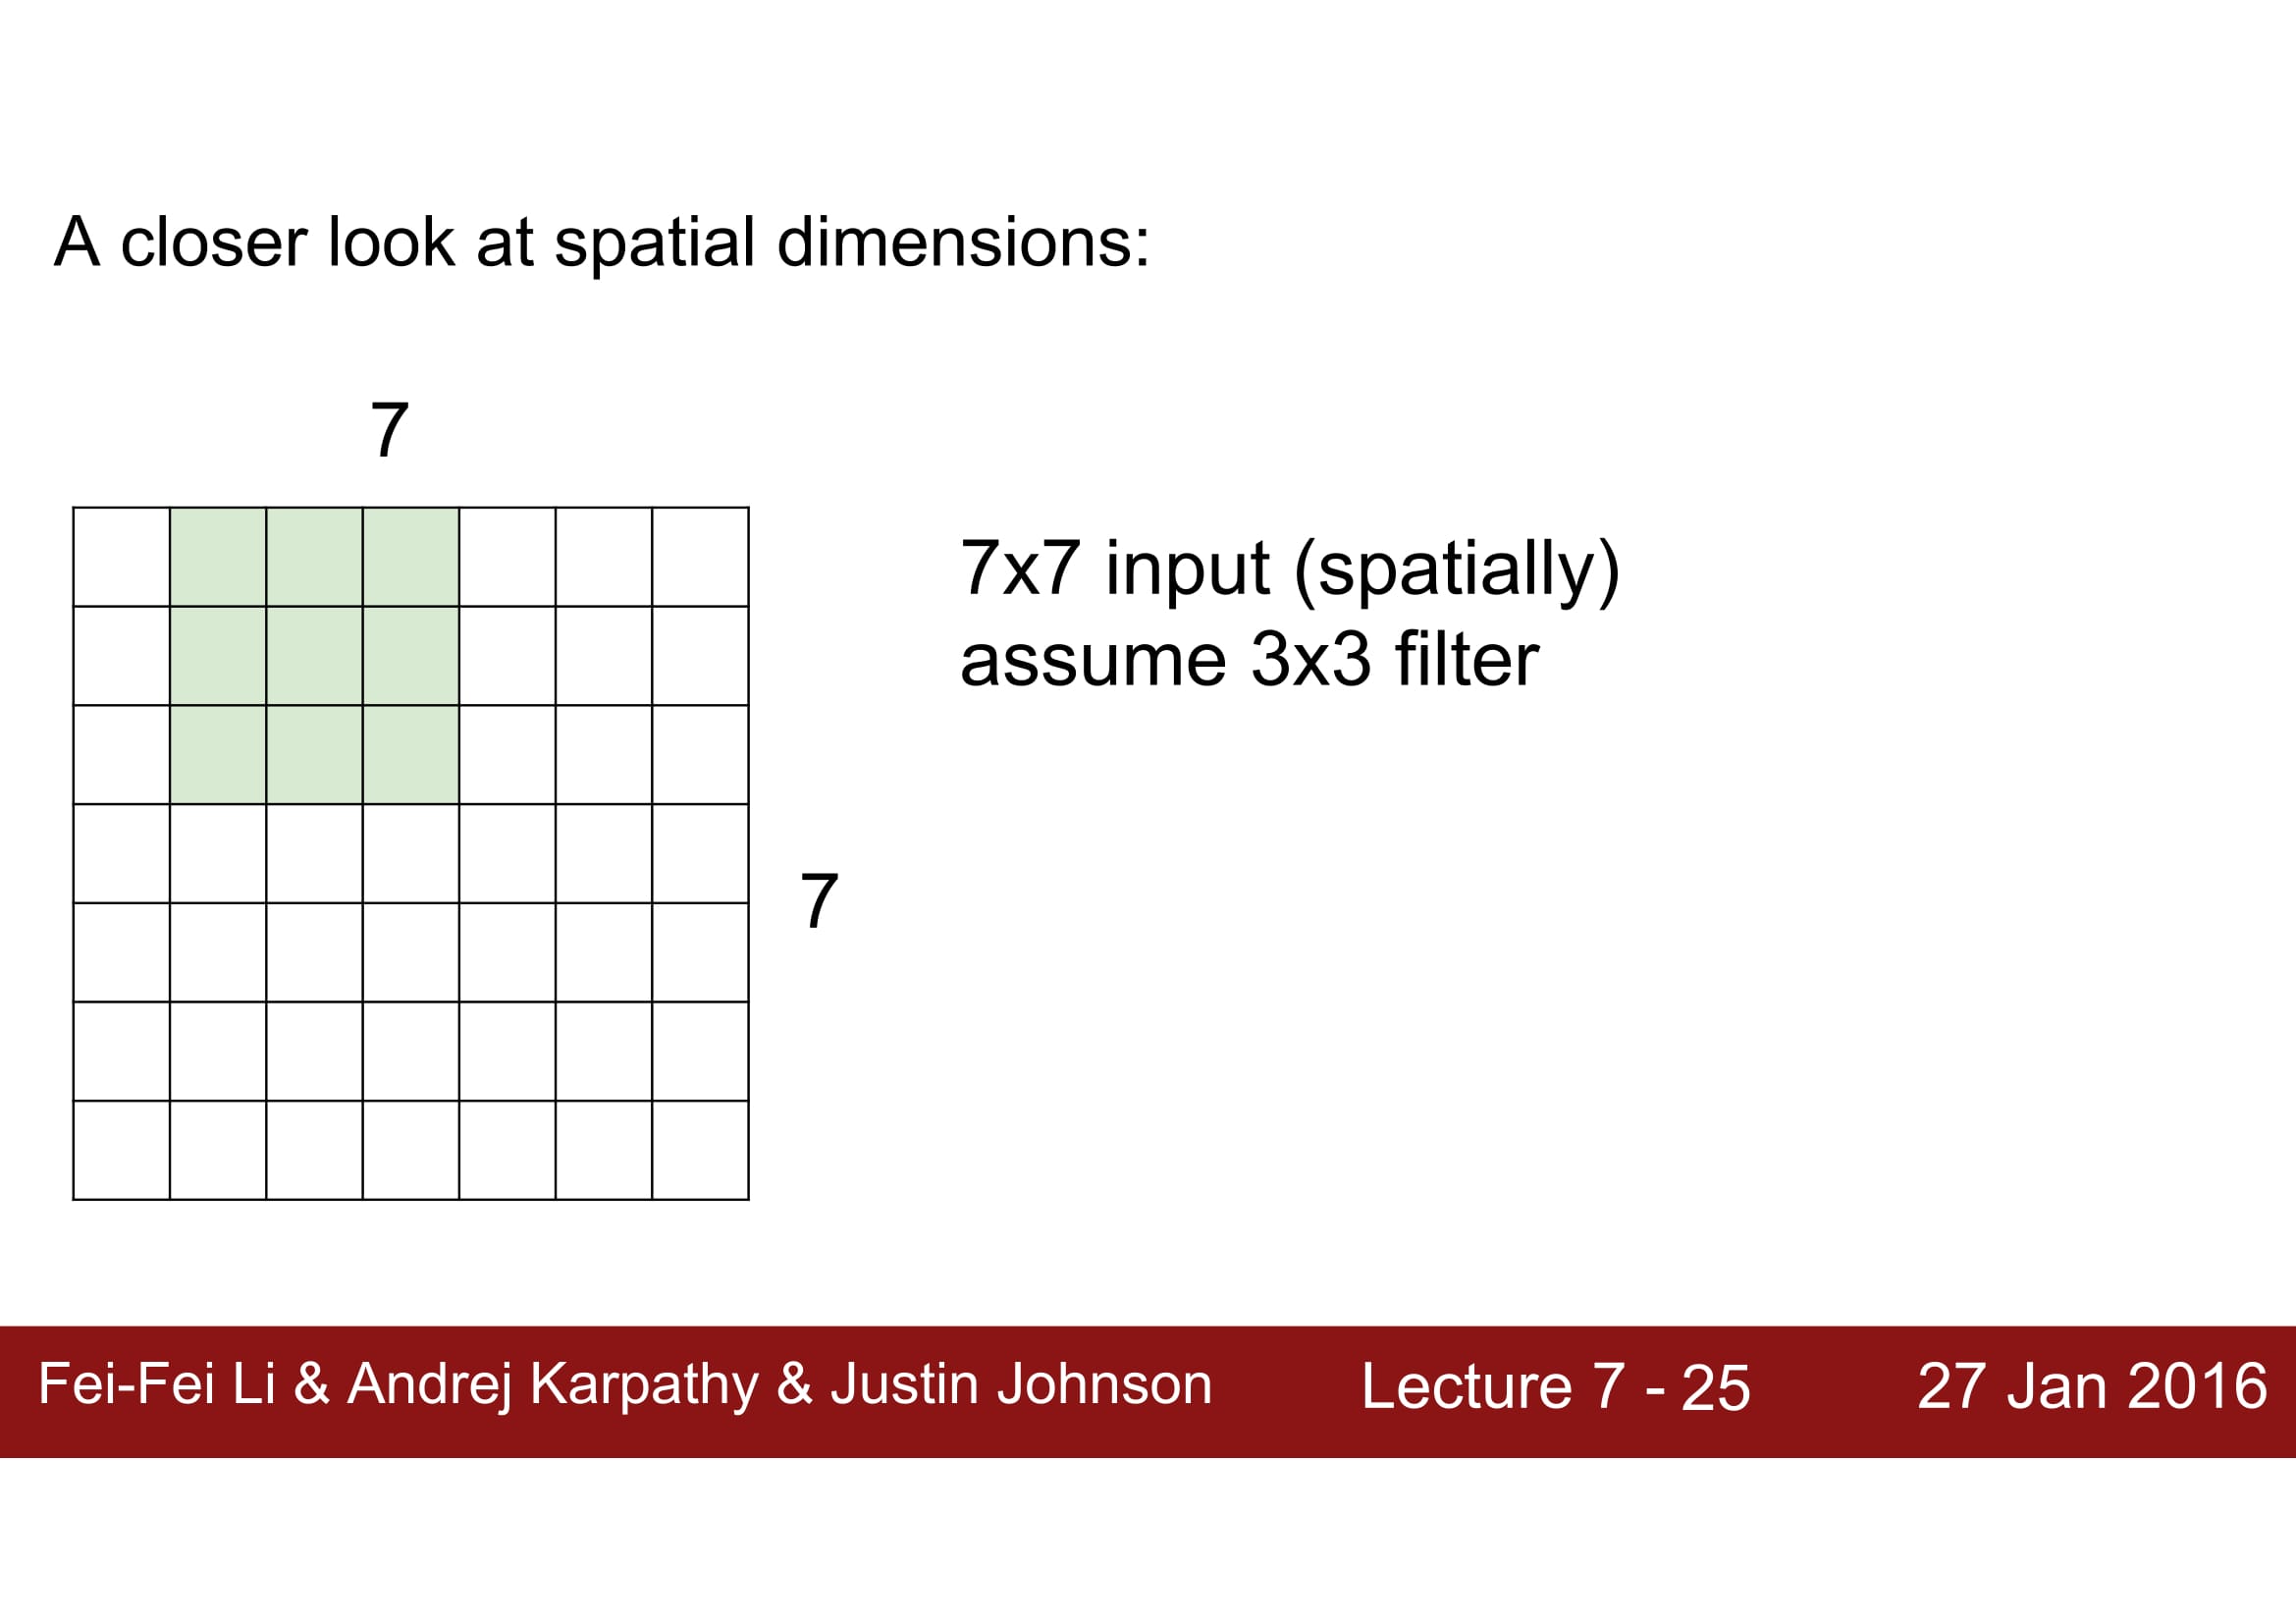 A closer look at spatial dimensions:
7
7x7 input (spatially)
assume 3x3 filter
7
Fei-Fei Li & Andrej Karpathy & Justin Johnson Lecture 7 - 25 27 Jan 2016